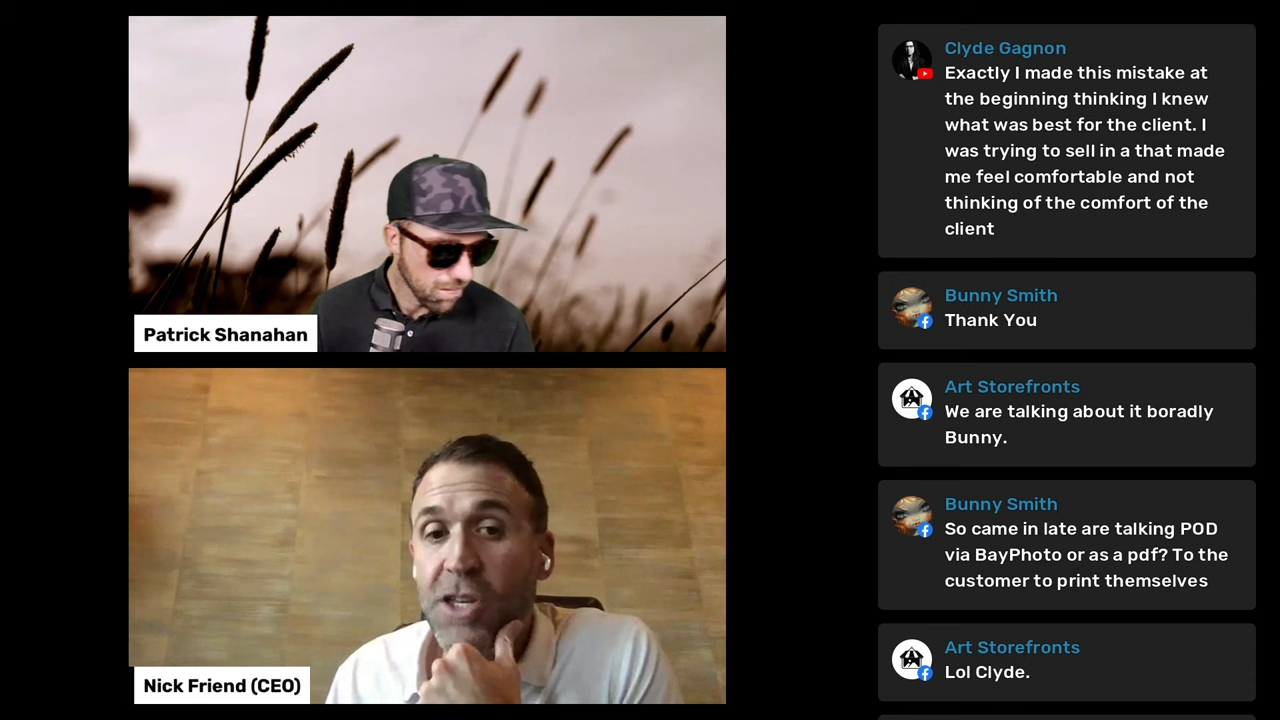 Patrick Shanahan
Nick Friend (CEO)
Clyde Gagnon
Exactly I made this mistake at
the beginning thinking I knew
what was best for the client. I
was trying to sell in a that made
me feel comfortable and not
thinking of the comfort of the
client
Bunny Smith
Thank You
Art Storefronts
We are talking about it boradly
Bunny.
Bunny Smith
So came in late are talking POD
via BayPhoto or as a pdf? To the
customer to print themselves
Art Storefronts
Lol Clyde.